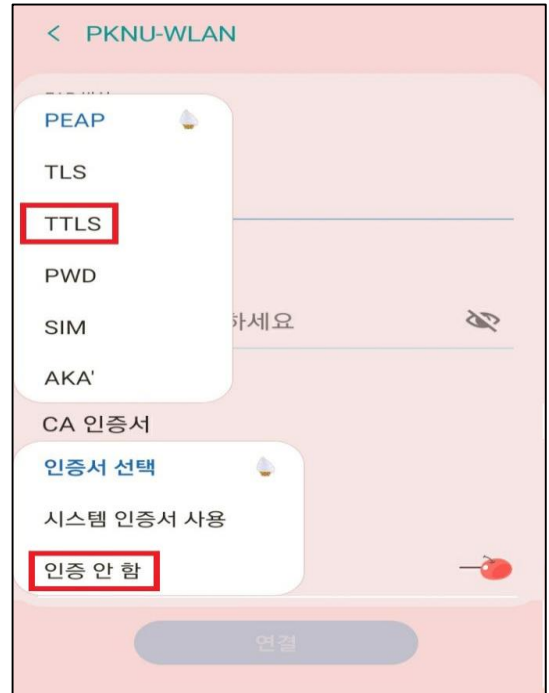 < PKNU-WLAN
PEAP
TLS
TTLS
PWD
SIM
AKA'
하세요
CA 인증서
인증서 선택
시스템 인증서 사용
인증 안 함
연결